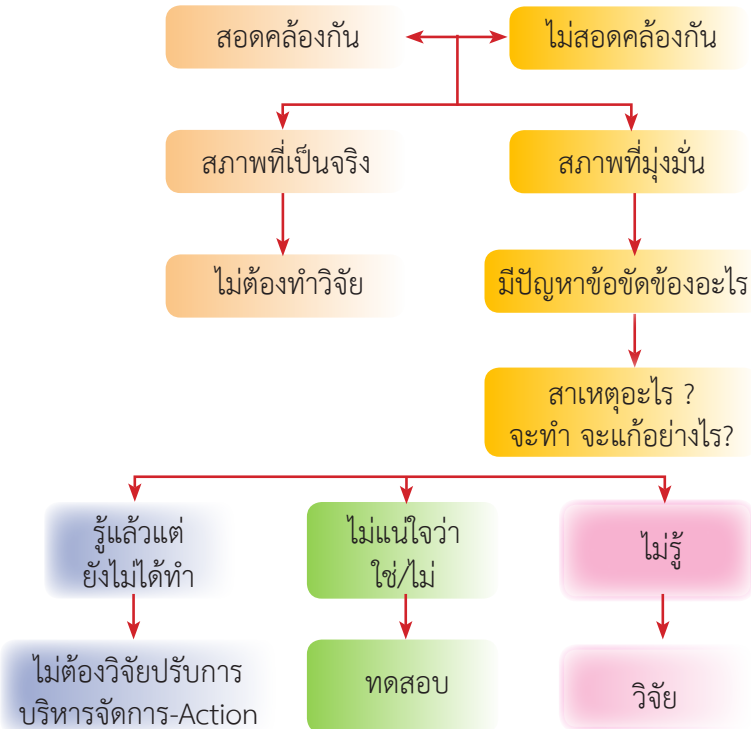 สอดคล้องกัน
ไม่สอดคล้องกัน
สภาพที่เป็นจริง
สภาพที่มุ่งมั่น
ไม่ต้องทำวิจัย
มีปัญหาข้อขัดข้องอะไร
สาเหตุอะไร ?
จะทำ จะแก้อย่างไร?
รู้แล้วแต่
ยังไม่ได้ทำ
ไม่แน่ใจว่า
ใช่/ไม่
ไม่รู้
ไม่ต้องวิจัยปรับการ
บริหารจัดการ-Action
ทดสอบ
วิจัย